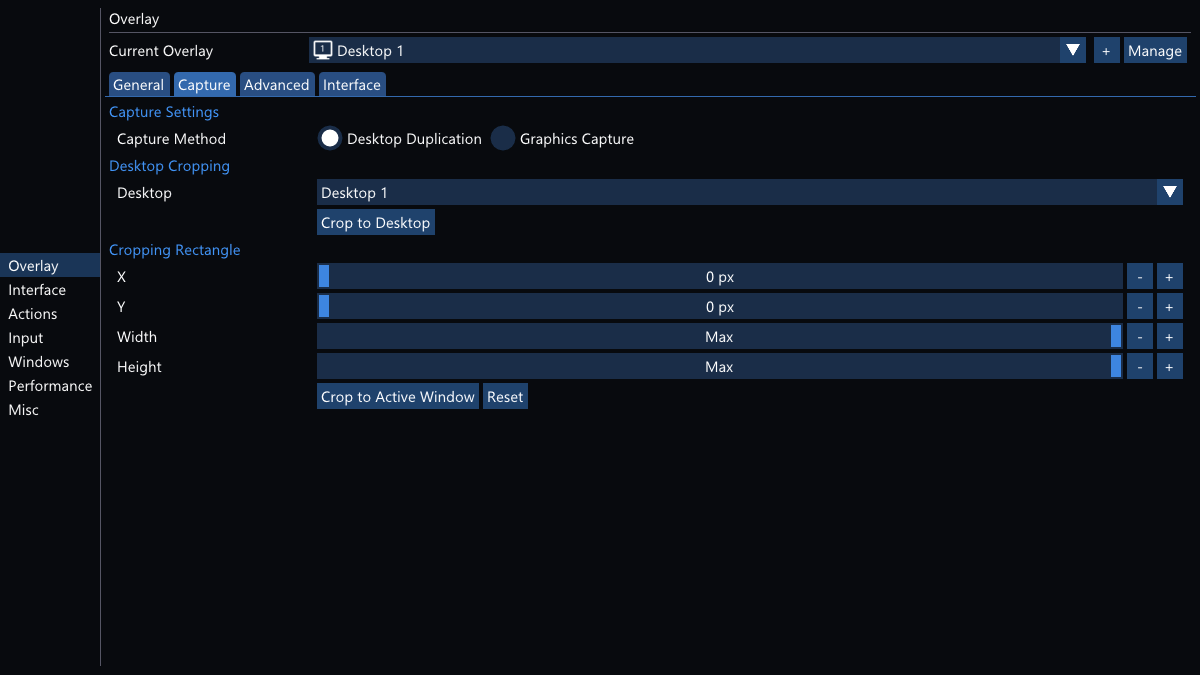 Overlay
Current Overlay 1 Desktop 1 + Manage
General Capture Advanced Interface
Capture Settings
Capture Method Desktop Duplication Graphics Capture
Desktop Cropping
Desktop Desktop 1
Crop to Desktop
Cropping Rectangle
X 0 px - +
Y 0 px - +
Width Max - +
Height Max - +
Crop to Active Window Reset
Overlay
Interface
Actions
Input
Windows
Performance
Misc